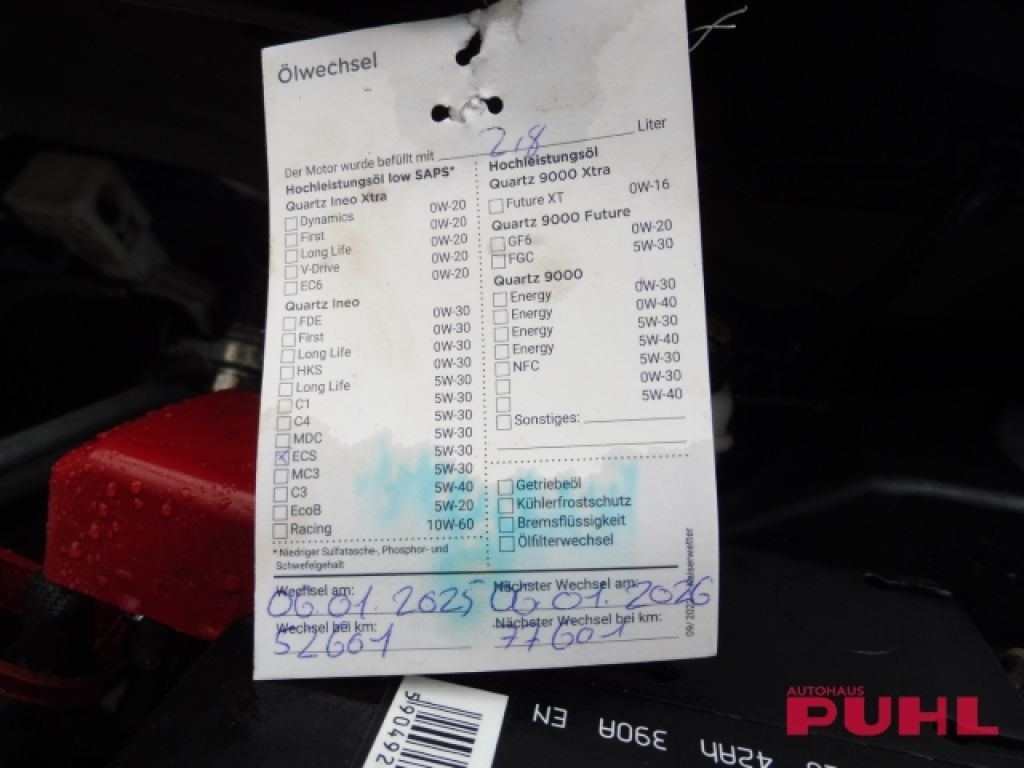 Ölwechsel
Der Motor wurde befüllt mit 2,8 Liter
Hochleistungsöl low SAPS*
Quartz Ineo Xtra
Dynamics 0W-20
First 0W-20
Long Life 0W-20
V-Drive 0W-20
EC6 0W-20
Quartz Ineo
FDE 0W-30
First 0W-30
Long Life 0W-30
HKS 0W-30
Long Life 5W-30
C1 5W-30
C4 5W-30
MDC 5W-30
ECS 5W-30
MC3 5W-30
C3 5W-40
EcoB 5W-20
Racing 10W-60
* Niedriger Sulfatasche-, Phosphor- und
Schwefelgehalt
Hochleistungsöl
Quartz 9000 Xtra
Future XT 0W-16
Quartz 9000 Future
GF6 0W-20
FGC 5W-30
Quartz 9000
Energy 0W-30
Energy 0W-40
Energy 5W-30
Energy 5W-40
NFC 5W-30
0W-30
5W-40
Sonstiges:
Getriebeöl
Kühlerfrostschutz
Bremsflüssigkeit
Ölfilterwechsel
Wechsel am: Nächster Wechsel am:
06.01.2025 06.01.2026
Wechsel bei km: Nächster Wechsel bei km:
52601 77601
09/2022
590492
42Ah 390A EN
AUTOHAUS
PUHL